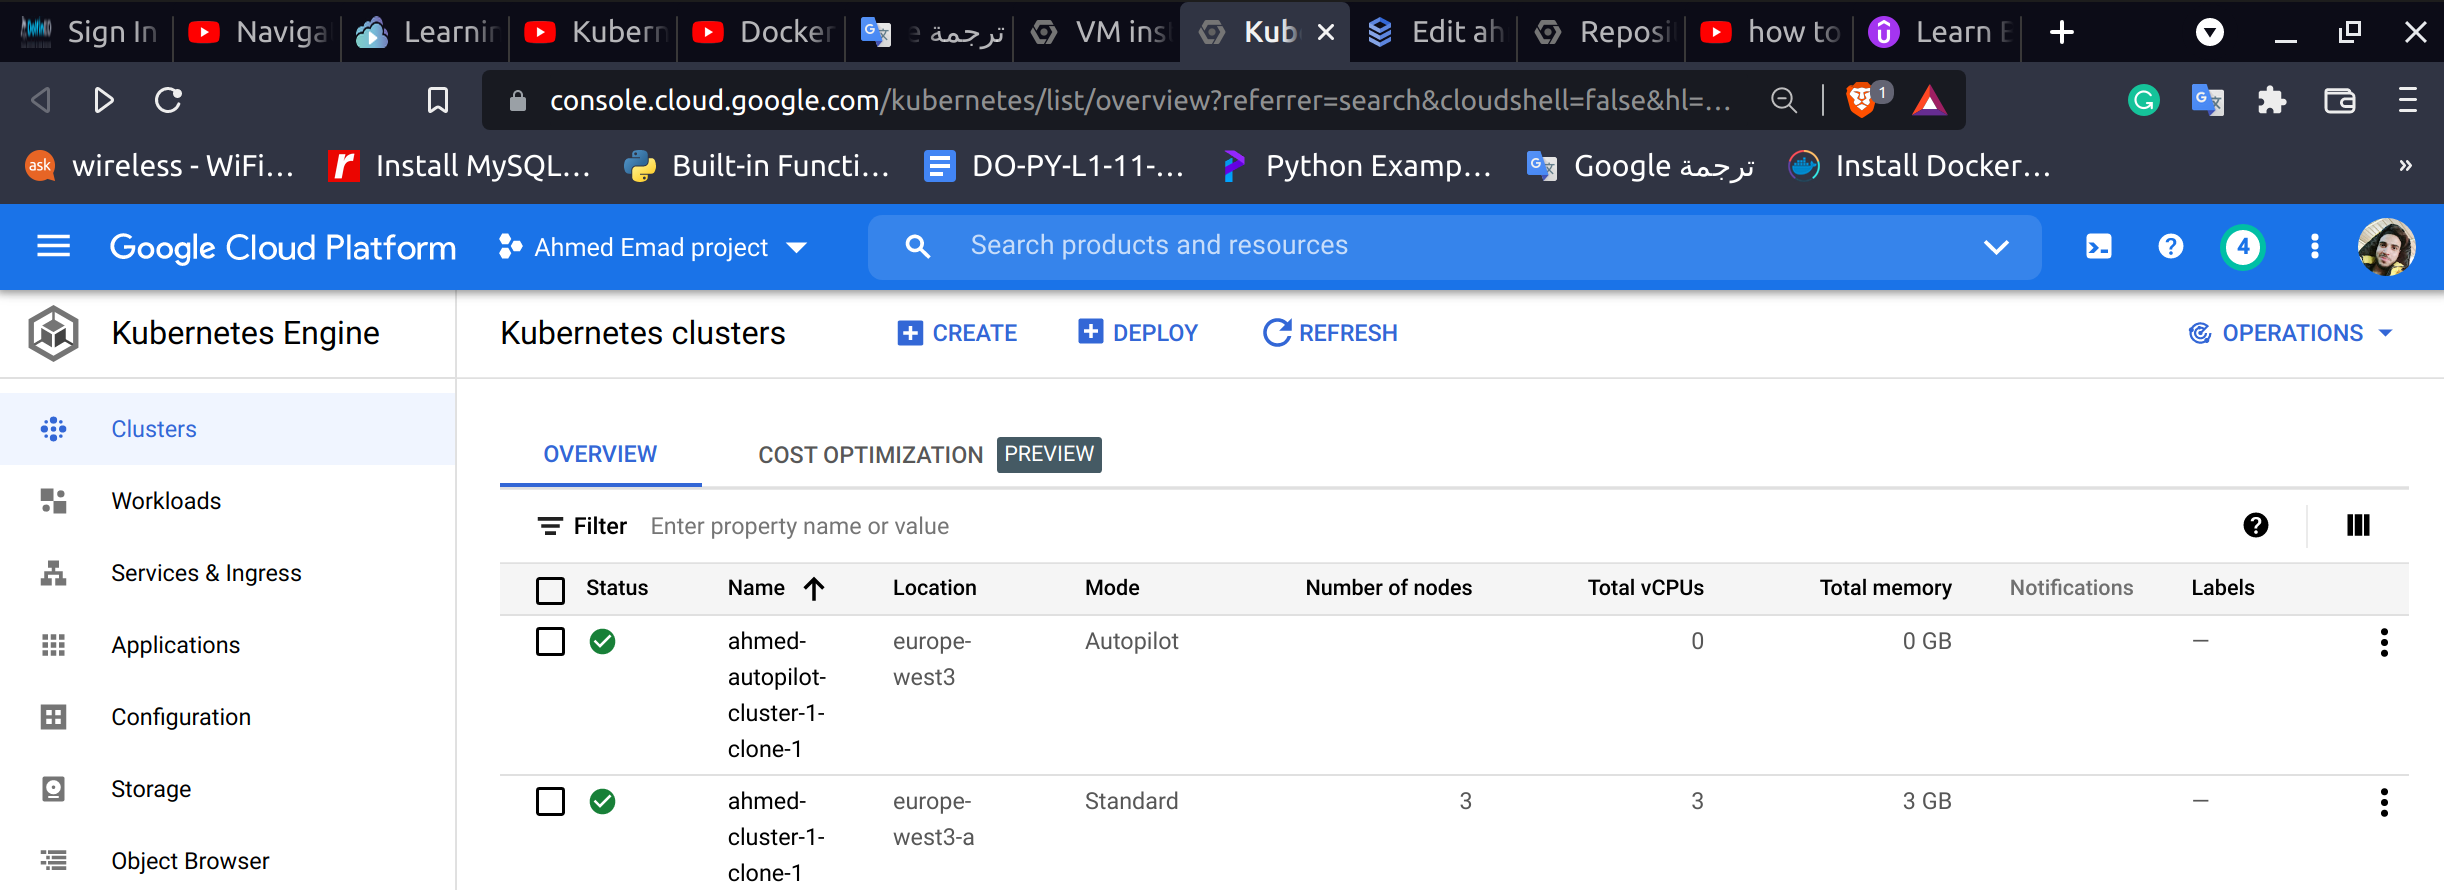 Sign In
Naviga
Learnin
Kubern
Docker
ترجمة e
VM inst
Kub
Edit ah
Reposi
how to
Learn B
console.cloud.google.com/kubernetes/list/overview?referrer=search&cloudshell=false&hl=...
1
ask wireless - WiFi...
Install MySQL...
Built-in Functi...
DO-PY-L1-11-...
Python Examp...
ترجمة Google
Install Docker...
»
Google Cloud Platform
Ahmed Emad project
Search products and resources
4
Kubernetes Engine
Kubernetes clusters
CREATE
DEPLOY
REFRESH
OPERATIONS
Clusters
Workloads
Services & Ingress
Applications
Configuration
Storage
Object Browser
OVERVIEW
COST OPTIMIZATION PREVIEW
Filter Enter property name or value
Status Name Location Mode Number of nodes Total vCPUs Total memory Notifications Labels
ahmed- europe- Autopilot 0 0 GB —
autopilot- west3
cluster-1-
clone-1
ahmed- europe- Standard 3 3 3 GB —
cluster-1- west3-a
clone-1